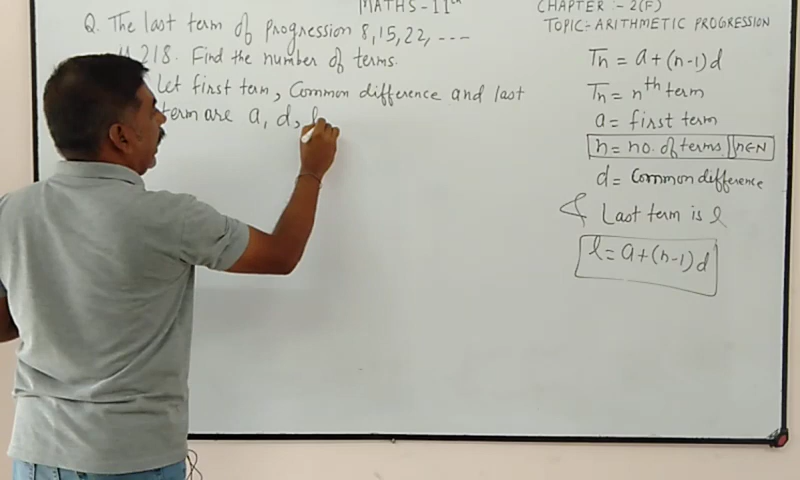 MATHS-11th
CHAPTER :- 2(F)
TOPIC- ARITHMETIC PROGRESSION
Q. The last term of progression 8,15,22, ---
218. Find the number of terms.
Let first term, Common difference and last
term are a, d, l
Tn = a+(n-1)d
Tn = nth term
a = first term
n = no. of terms n∈N
d = Common difference
& Last term is l
l = a+(n-1)d